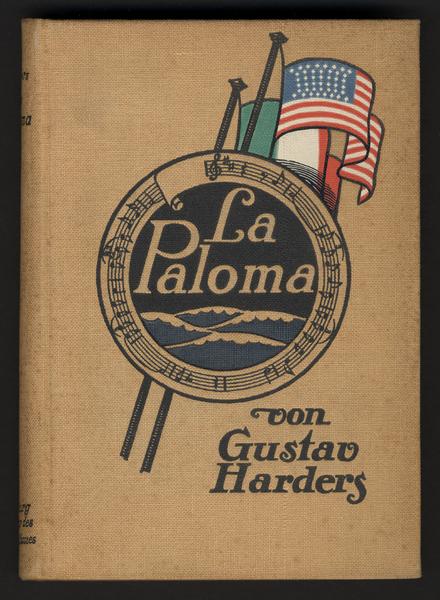 La
Paloma
von
Gustav
Harders